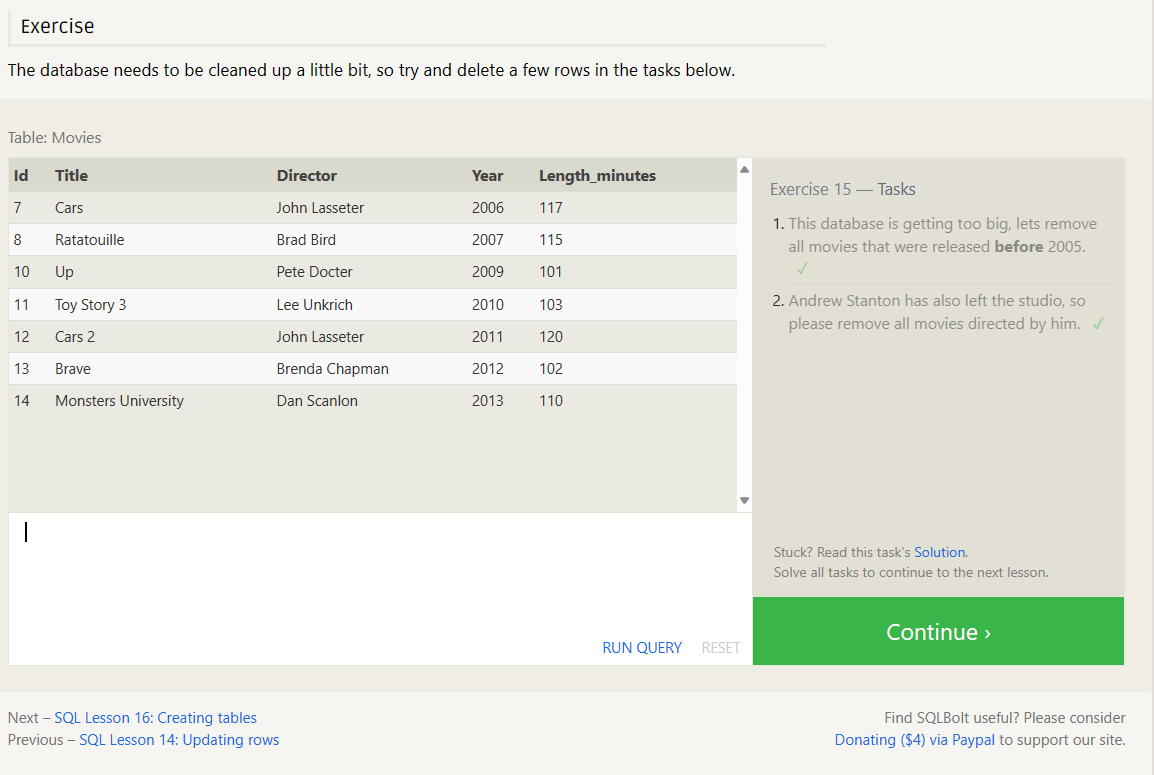 Exercise
The database needs to be cleaned up a little bit, so try and delete a few rows in the tasks below.
Table: Movies
Id Title Director Year Length_minutes
7 Cars John Lasseter 2006 117
8 Ratatouille Brad Bird 2007 115
10 Up Pete Docter 2009 101
11 Toy Story 3 Lee Unkrich 2010 103
12 Cars 2 John Lasseter 2011 120
13 Brave Brenda Chapman 2012 102
14 Monsters University Dan Scanlon 2013 110
RUN QUERY RESET
Exercise 15 — Tasks
1. This database is getting too big, lets remove
all movies that were released before 2005.
✓
2. Andrew Stanton has also left the studio, so
please remove all movies directed by him. ✓
Stuck? Read this task's Solution.
Solve all tasks to continue to the next lesson.
Continue ›
Next – SQL Lesson 16: Creating tables
Previous – SQL Lesson 14: Updating rows
Find SQLBolt useful? Please consider
Donating ($4) via Paypal to support our site.